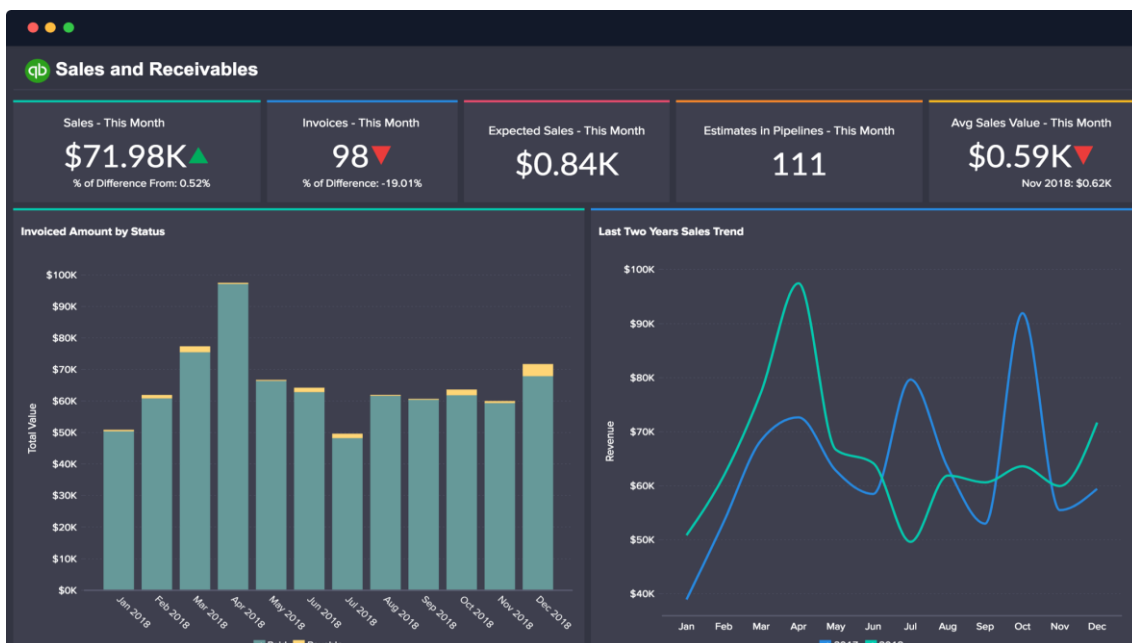 qb Sales and Receivables
Sales - This Month
$71.98K
% of Difference From: 0.52%
Invoices - This Month
98
% of Difference: -19.01%
Expected Sales - This Month
$0.84K
Estimates in Pipelines - This Month
111
Avg Sales Value - This Month
$0.59K
Nov 2018: $0.62K
Invoiced Amount by Status
Total Value
$100K
$90K
$80K
$70K
$60K
$50K
$40K
$30K
$20K
$10K
$0K
Jan 2018
Feb 2018
Mar 2018
Apr 2018
May 2018
Jun 2018
Jul 2018
Aug 2018
Sep 2018
Oct 2018
Nov 2018
Dec 2018
Last Two Years Sales Trend
Revenue
$100K
$90K
$80K
$70K
$60K
$50K
$40K
Jan Feb Mar Apr May Jun Jul Aug Sep Oct Nov Dec